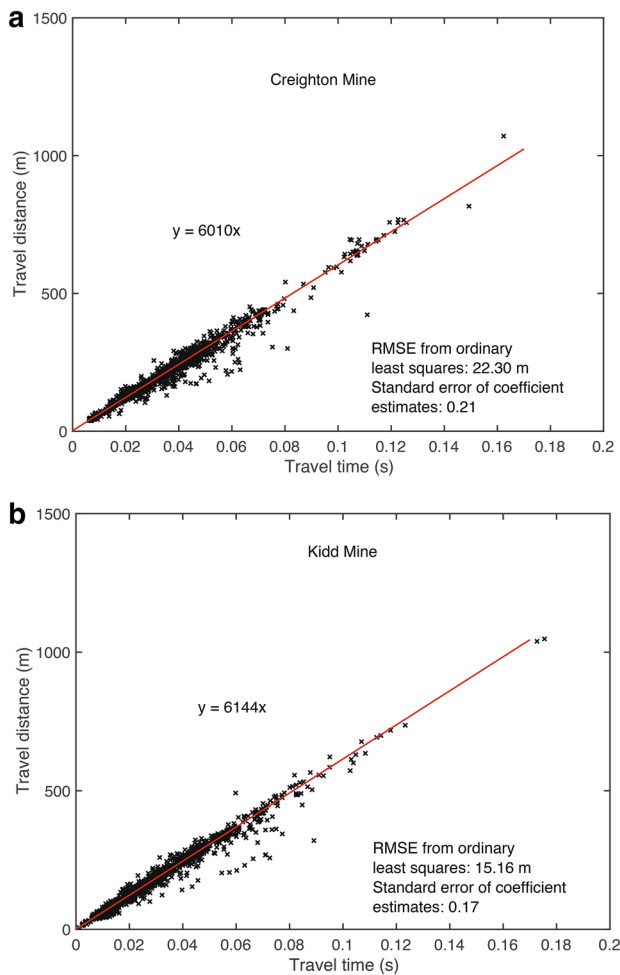 a
1500
1000
500
0
Travel distance (m)
Creighton Mine
y = 6010x
RMSE from ordinary
least squares: 22.30 m
Standard error of coefficient
estimates: 0.21
0 0.02 0.04 0.06 0.08 0.1 0.12 0.14 0.16 0.18 0.2
Travel time (s)
b
1500
1000
500
0
Travel distance (m)
Kidd Mine
y = 6144x
RMSE from ordinary
least squares: 15.16 m
Standard error of coefficient
estimates: 0.17
0 0.02 0.04 0.06 0.08 0.1 0.12 0.14 0.16 0.18 0.2
Travel time (s)